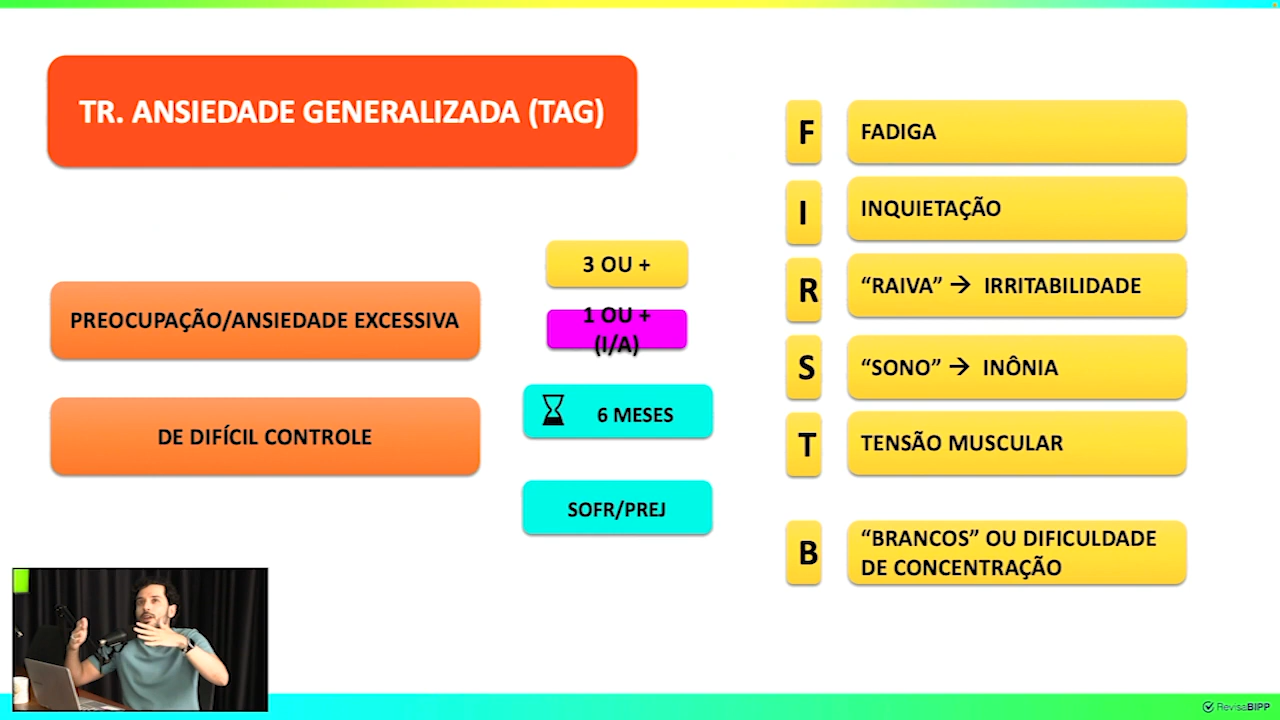 TR. ANSIEDADE GENERALIZADA (TAG)
PREOCUPAÇÃO/ANSIEDADE EXCESSIVA
DE DIFÍCIL CONTROLE
3 OU +
1 OU +
(I/A)
6 MESES
SOFR/PREJ
F FADIGA
I INQUIETAÇÃO
R “RAIVA” → IRRITABILIDADE
S “SONO” → INÔNIA
T TENSÃO MUSCULAR
B “BRANCOS” OU DIFICULDADE
DE CONCENTRAÇÃO
RevisaBIPP